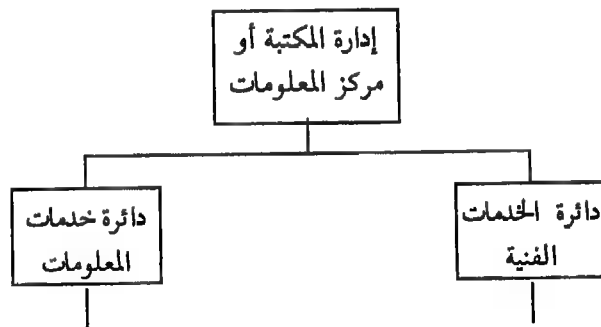 إدارة المكتبة أو
مركز المعلومات
دائرة الخدمات
الفنية
دائرة خدمات
المعلومات